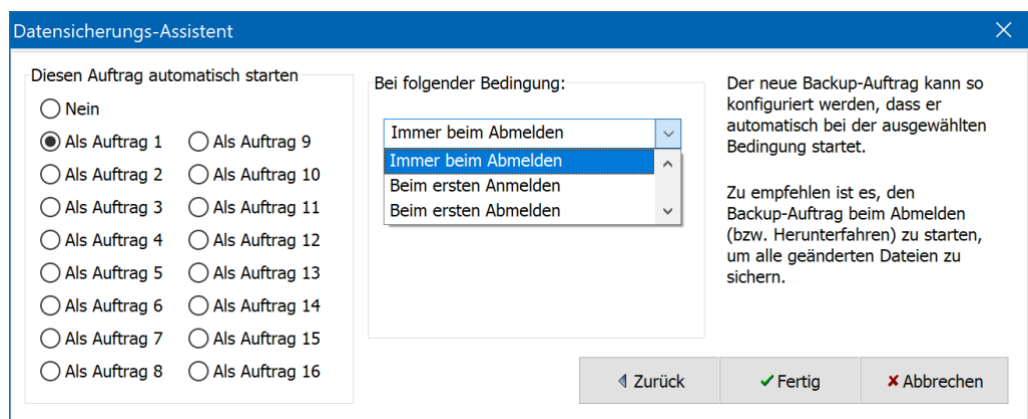 Datensicherungs-Assistent
Diesen Auftrag automatisch starten
Nein
Als Auftrag 1
Als Auftrag 2
Als Auftrag 3
Als Auftrag 4
Als Auftrag 5
Als Auftrag 6
Als Auftrag 7
Als Auftrag 8
Als Auftrag 9
Als Auftrag 10
Als Auftrag 11
Als Auftrag 12
Als Auftrag 13
Als Auftrag 14
Als Auftrag 15
Als Auftrag 16
Bei folgender Bedingung:
Immer beim Abmelden
Immer beim Abmelden
Beim ersten Anmelden
Beim ersten Abmelden
Der neue Backup-Auftrag kann so
konfiguriert werden, dass er
automatisch bei der ausgewählten
Bedingung startet.
Zu empfehlen ist es, den
Backup-Auftrag beim Abmelden
(bzw. Herunterfahren) zu starten,
um alle geänderten Dateien zu
sichern.
Zurück
Fertig
Abbrechen